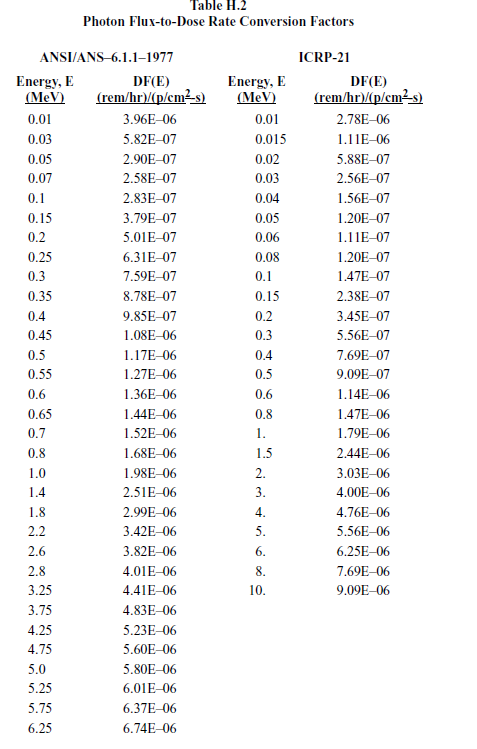 Table H.2
Photon Flux-to-Dose Rate Conversion Factors
ANSI/ANS–6.1.1–1977 ICRP-21
Energy, E DF(E) Energy, E DF(E)
(MeV) (rem/hr)/(p/cm²-s) (MeV) (rem/hr)/(p/cm²-s)
0.01 3.96E–06 0.01 2.78E–06
0.03 5.82E–07 0.015 1.11E–06
0.05 2.90E–07 0.02 5.88E–07
0.07 2.58E–07 0.03 2.56E–07
0.1 2.83E–07 0.04 1.56E–07
0.15 3.79E–07 0.05 1.20E–07
0.2 5.01E–07 0.06 1.11E–07
0.25 6.31E–07 0.08 1.20E–07
0.3 7.59E–07 0.1 1.47E–07
0.35 8.78E–07 0.15 2.38E–07
0.4 9.85E–07 0.2 3.45E–07
0.45 1.08E–06 0.3 5.56E–07
0.5 1.17E–06 0.4 7.69E–07
0.55 1.27E–06 0.5 9.09E–07
0.6 1.36E–06 0.6 1.14E–06
0.65 1.44E–06 0.8 1.47E–06
0.7 1.52E–06 1. 1.79E–06
0.8 1.68E–06 1.5 2.44E–06
1.0 1.98E–06 2. 3.03E–06
1.4 2.51E–06 3. 4.00E–06
1.8 2.99E–06 4. 4.76E–06
2.2 3.42E–06 5. 5.56E–06
2.6 3.82E–06 6. 6.25E–06
2.8 4.01E–06 8. 7.69E–06
3.25 4.41E–06 10. 9.09E–06
3.75 4.83E–06
4.25 5.23E–06
4.75 5.60E–06
5.0 5.80E–06
5.25 6.01E–06
5.75 6.37E–06
6.25 6.74E–06